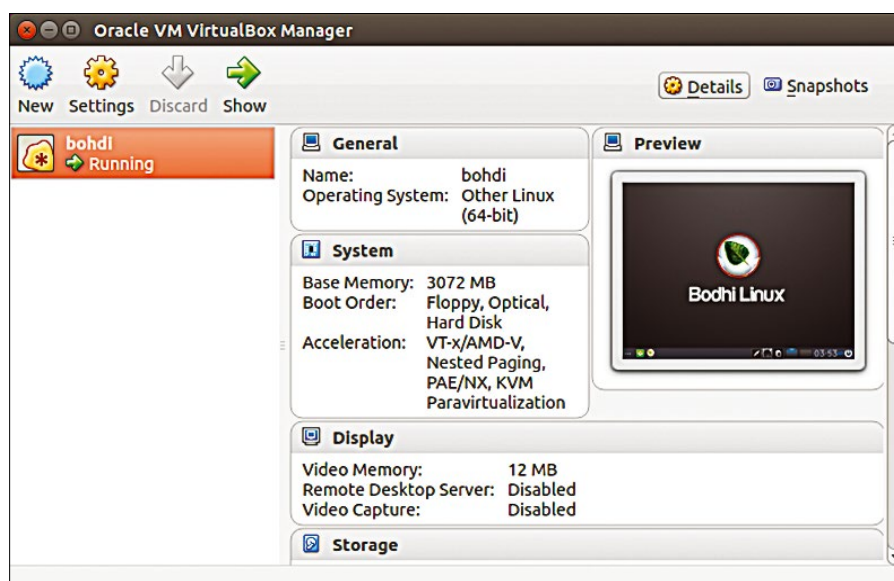 Oracle VM VirtualBox Manager
New Settings Discard Show
Details Snapshots
bohdi
Running
General
Name: bohdi
Operating System: Other Linux
(64-bit)
Preview
Bodhi Linux
03:53
System
Base Memory: 3072 MB
Boot Order: Floppy, Optical,
Hard Disk
Acceleration: VT-x/AMD-V,
Nested Paging,
PAE/NX, KVM
Paravirtualization
Display
Video Memory: 12 MB
Remote Desktop Server: Disabled
Video Capture: Disabled
Storage